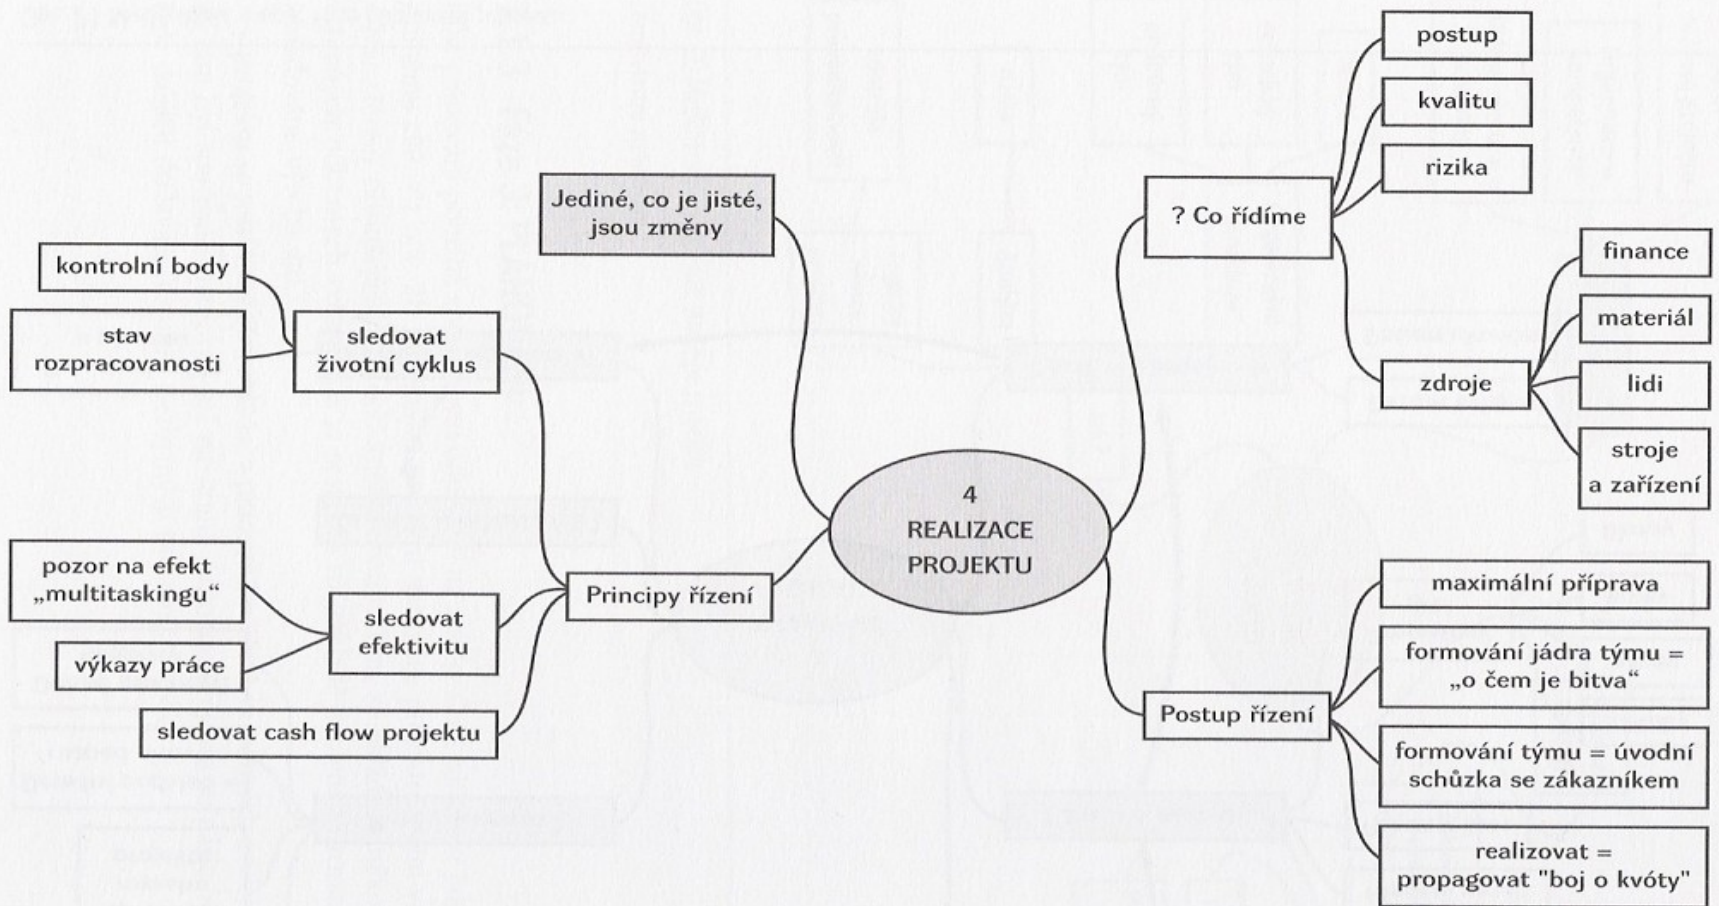 postup
kvalitu
rizika
Jediné, co je jisté,
jsou změny
? Co řídíme
finance
materiál
zdroje
lidi
stroje
a zařízení
kontrolní body
stav
rozpracovanosti
sledovat
životní cyklus
4
REALIZACE
PROJEKTU
pozor na efekt
„multitaskingu“
výkazy práce
sledovat
efektivitu
Principy řízení
sledovat cash flow projektu
Postup řízení
maximální příprava
formování jádra týmu =
„o čem je bitva“
formování týmu = úvodní
schůzka se zákazníkem
realizovat =
propagovat "boj o kvóty"